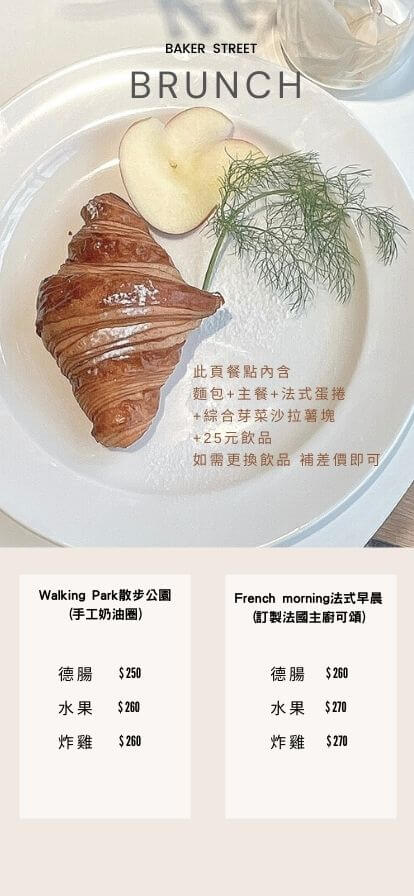 BAKER STREET
BRUNCH
此頁餐點內含
麵包+主餐+法式蛋捲
+綜合芽菜沙拉薯塊
+25元飲品
如需更換飲品 補差價即可
Walking Park散步公園
(手工奶油圈)
德腸 $250
水果 $260
炸雞 $260
French morning法式早晨
(訂製法國主廚可頌)
德腸 $260
水果 $270
炸雞 $270